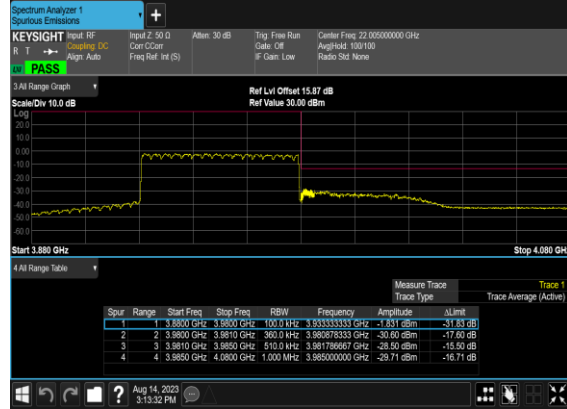 Spectrum Analyzer 1
Spurious Emissions
+
KEYSIGHT Input: RF Input Z: 50 Ω Atten: 30 dB Trig: Free Run Center Freq: 22.005000000 GHz
R T Coupling: DC Corr CCorr Gate: Off Avg|Hold: 100/100
Align: Auto Freq Ref: Int (S) IF Gain: Low Radio Std: None
PASS
3 All Range Graph
Ref Lvl Offset 15.87 dB
Scale/Div 10.0 dB Ref Value 30.00 dBm
Log
20.0
10.0
0.00
-10.0
-20.0
-30.0
-40.0
-50.0
-60.0
Start 3.880 GHz Stop 4.080 GHz
4 All Range Table
Measure Trace Trace 1
Trace Type Trace Average (Active)
Spur Range Start Freq Stop Freq RBW Frequency Amplitude ΔLimit
1 1 3.8800 GHz 3.9800 GHz 100.0 kHz 3.933333333 GHz -1.831 dBm -31.83 dB
2 2 3.9800 GHz 3.9810 GHz 360.0 kHz 3.980878333 GHz -30.60 dBm -17.60 dB
3 3 3.9810 GHz 3.9850 GHz 510.0 kHz 3.981786667 GHz -28.50 dBm -15.50 dB
4 4 3.9850 GHz 4.0800 GHz 1.000 MHz 3.985000000 GHz -29.71 dBm -16.71 dB
? Aug 14, 2023
3:13:32 PM